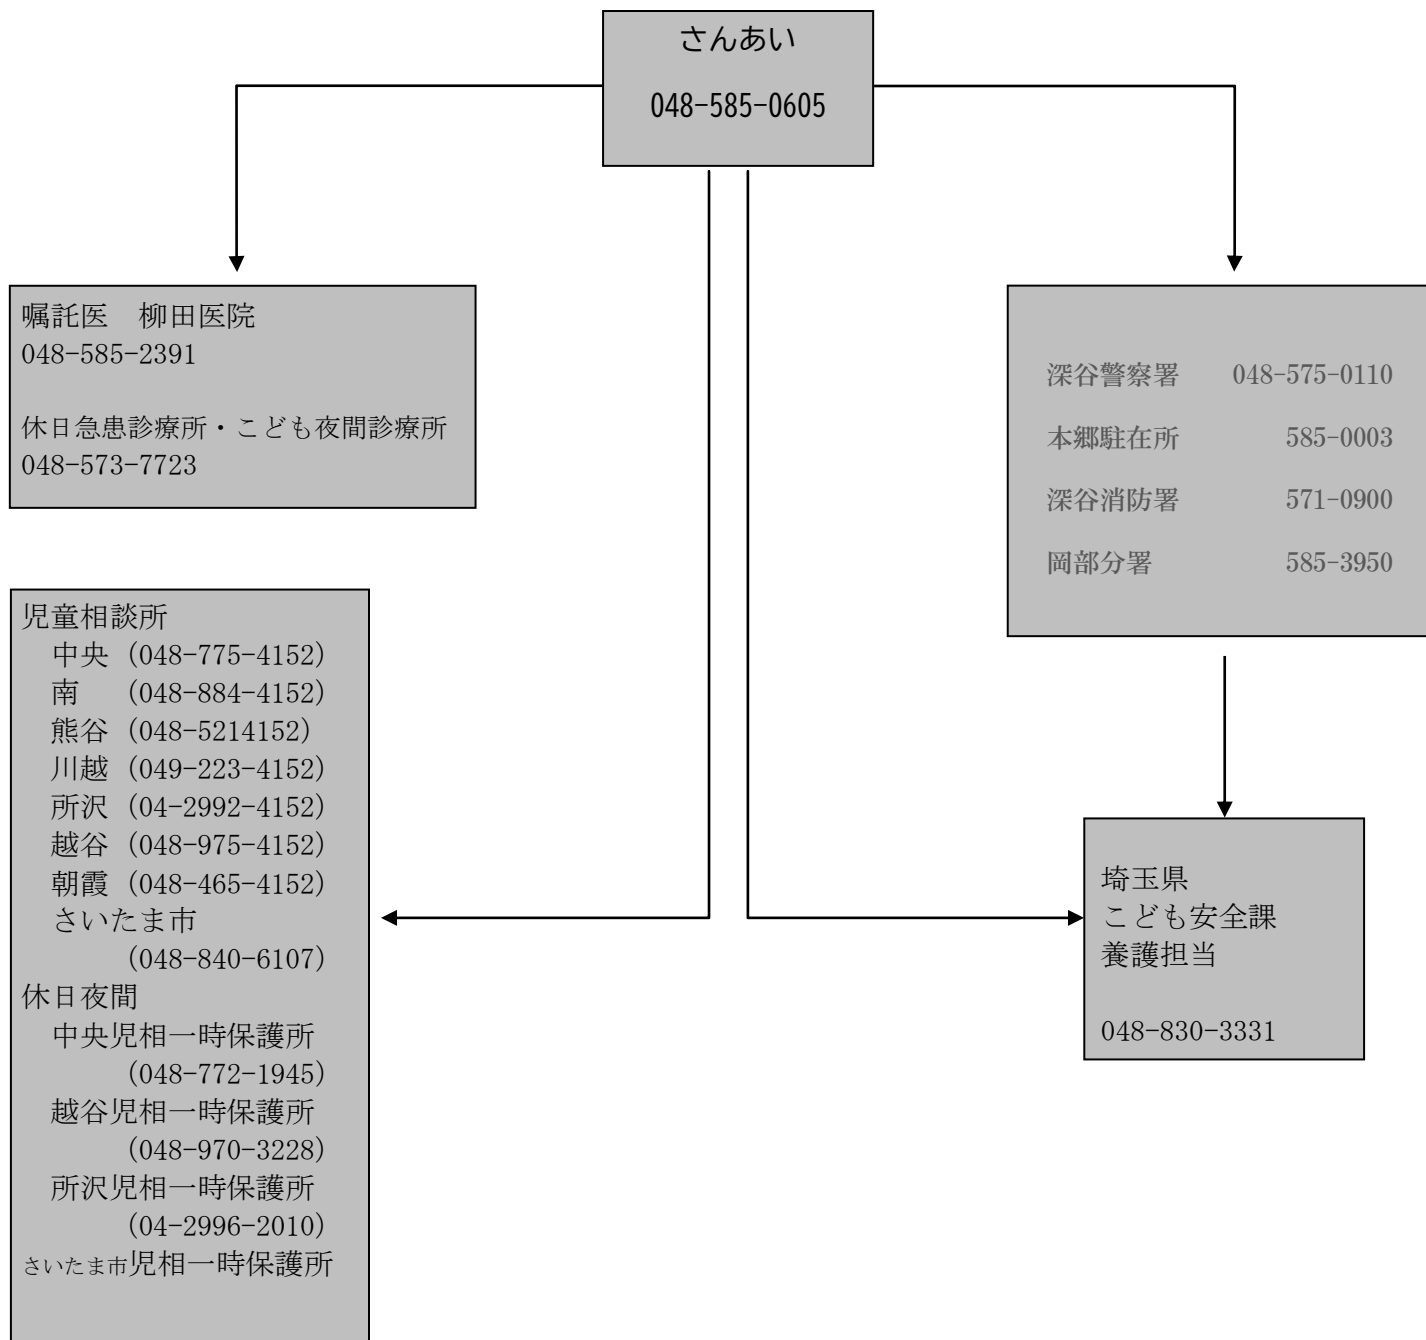 さんあい
048-585-0605
嘱託医　柳田医院
048-585-2391
休日急患診療所・こども夜間診療所
048-573-7723
深谷警察署　048-575-0110
本郷駐在所　585-0003
深谷消防署　571-0900
岡部分署　585-3950
児童相談所
中央（048-775-4152）
南　（048-884-4152）
熊谷（048-5214152）
川越（049-223-4152）
所沢（04-2992-4152）
越谷（048-975-4152）
朝霞（048-465-4152）
さいたま市
（048-840-6107）
休日夜間
中央児相一時保護所
（048-772-1945）
越谷児相一時保護所
（048-970-3228）
所沢児相一時保護所
（04-2996-2010）
さいたま市児相一時保護所
埼玉県
こども安全課
養護担当
048-830-3331